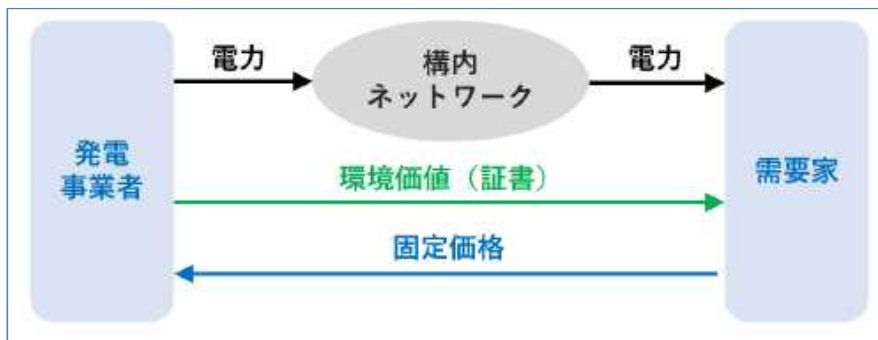 電力
構内
ネットワーク
電力
発電
事業者
環境価値（証書）
需要家
固定価格